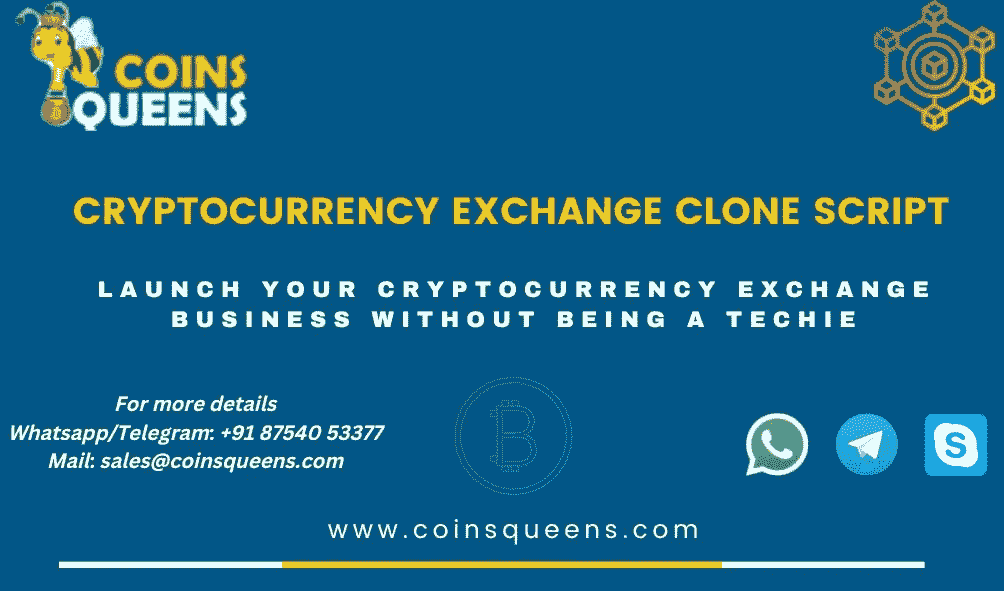 COINS
QUEENS
CRYPTOCURRENCY EXCHANGE CLONE SCRIPT
LAUNCH YOUR CRYPTOCURRENCY EXCHANGE
BUSINESS WITHOUT BEING A TECHIE
For more details
Whatsapp/Telegram: +91 87540 53377
Mail: sales@coinsqueens.com
www.coinsqueens.com